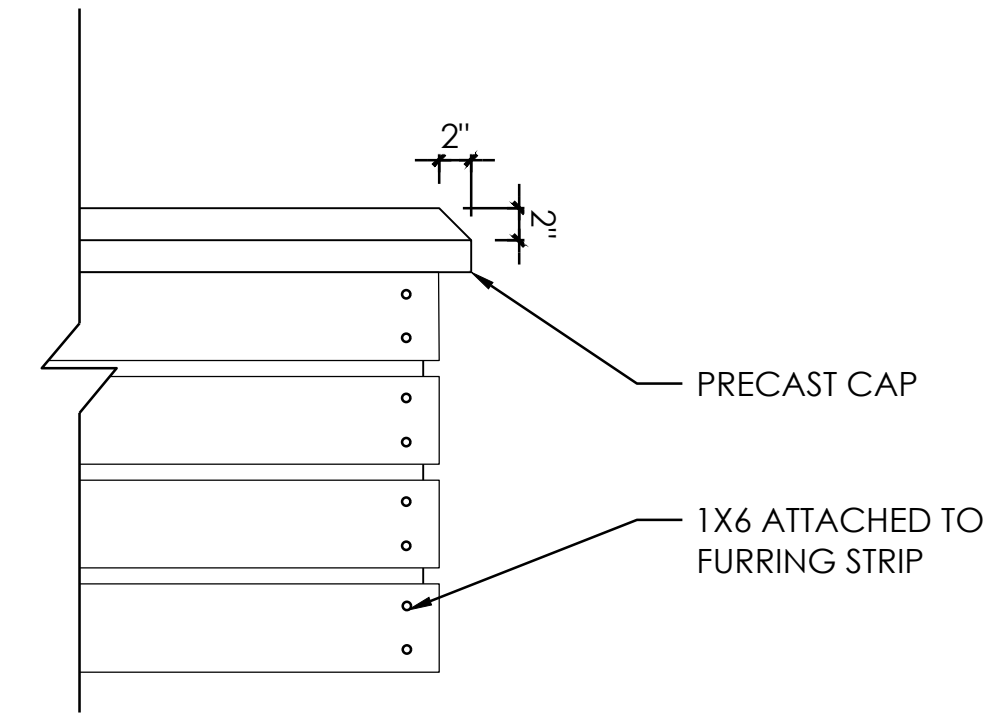 2"
2"
PRECAST CAP
1X6 ATTACHED TO
FURRING STRIP